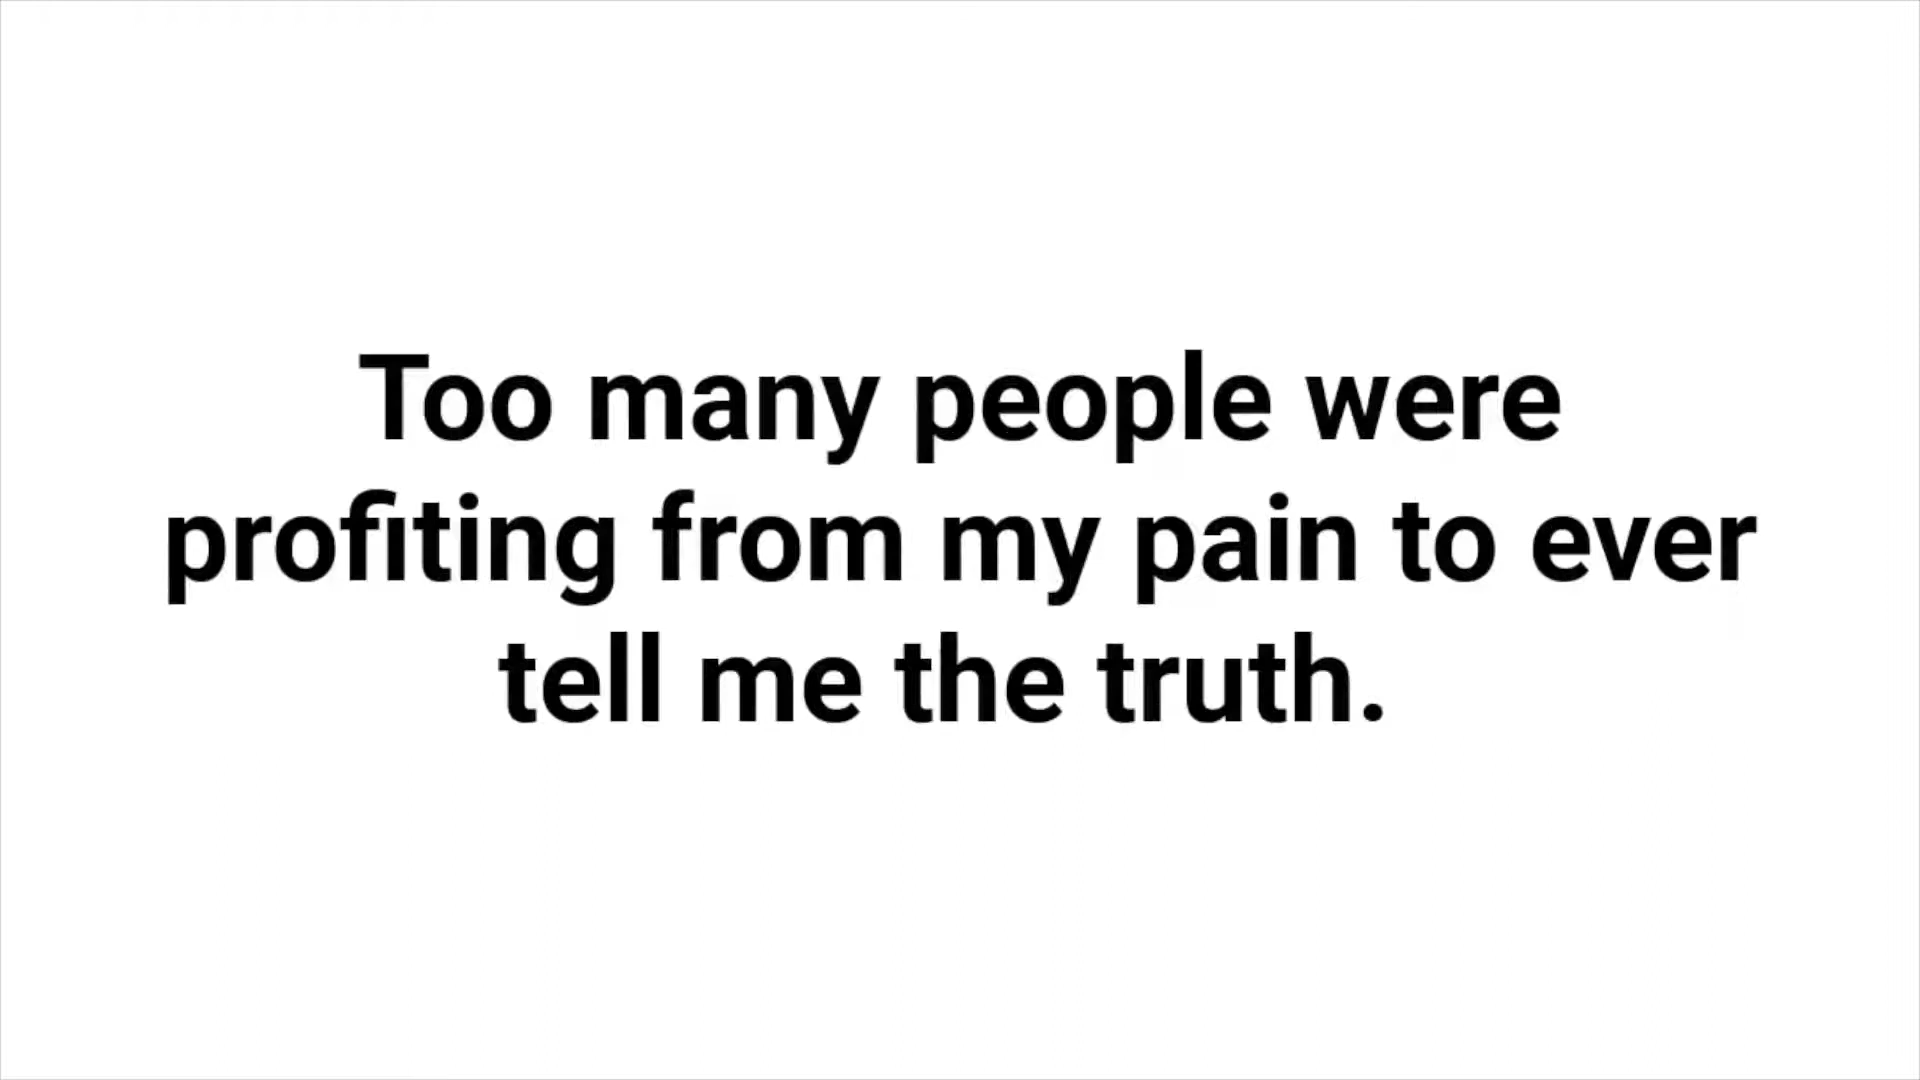 Too many people were
profiting from my pain to ever
tell me the truth.